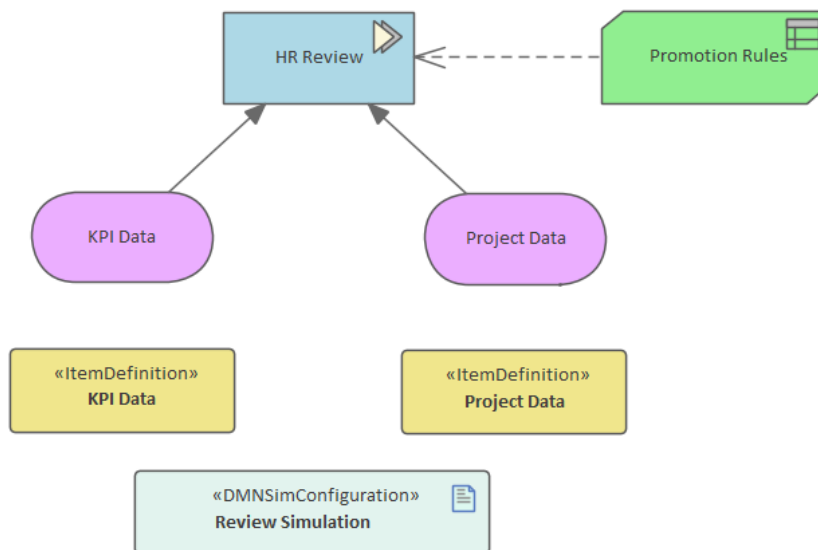 HR Review
Promotion Rules
KPI Data
Project Data
«ItemDefinition»
KPI Data
«ItemDefinition»
Project Data
«DMNSimConfiguration»
Review Simulation